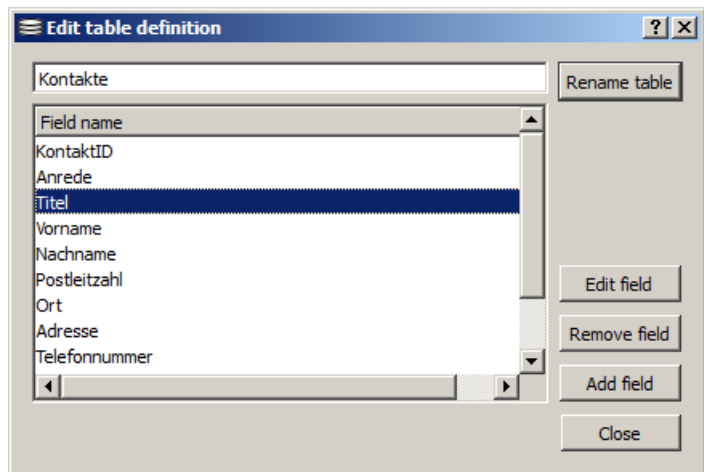 Edit table definition
Kontakte
Rename table
Field name
KontaktID
Anrede
Titel
Vorname
Nachname
Postleitzahl
Ort
Adresse
Telefonnummer
Edit field
Remove field
Add field
Close